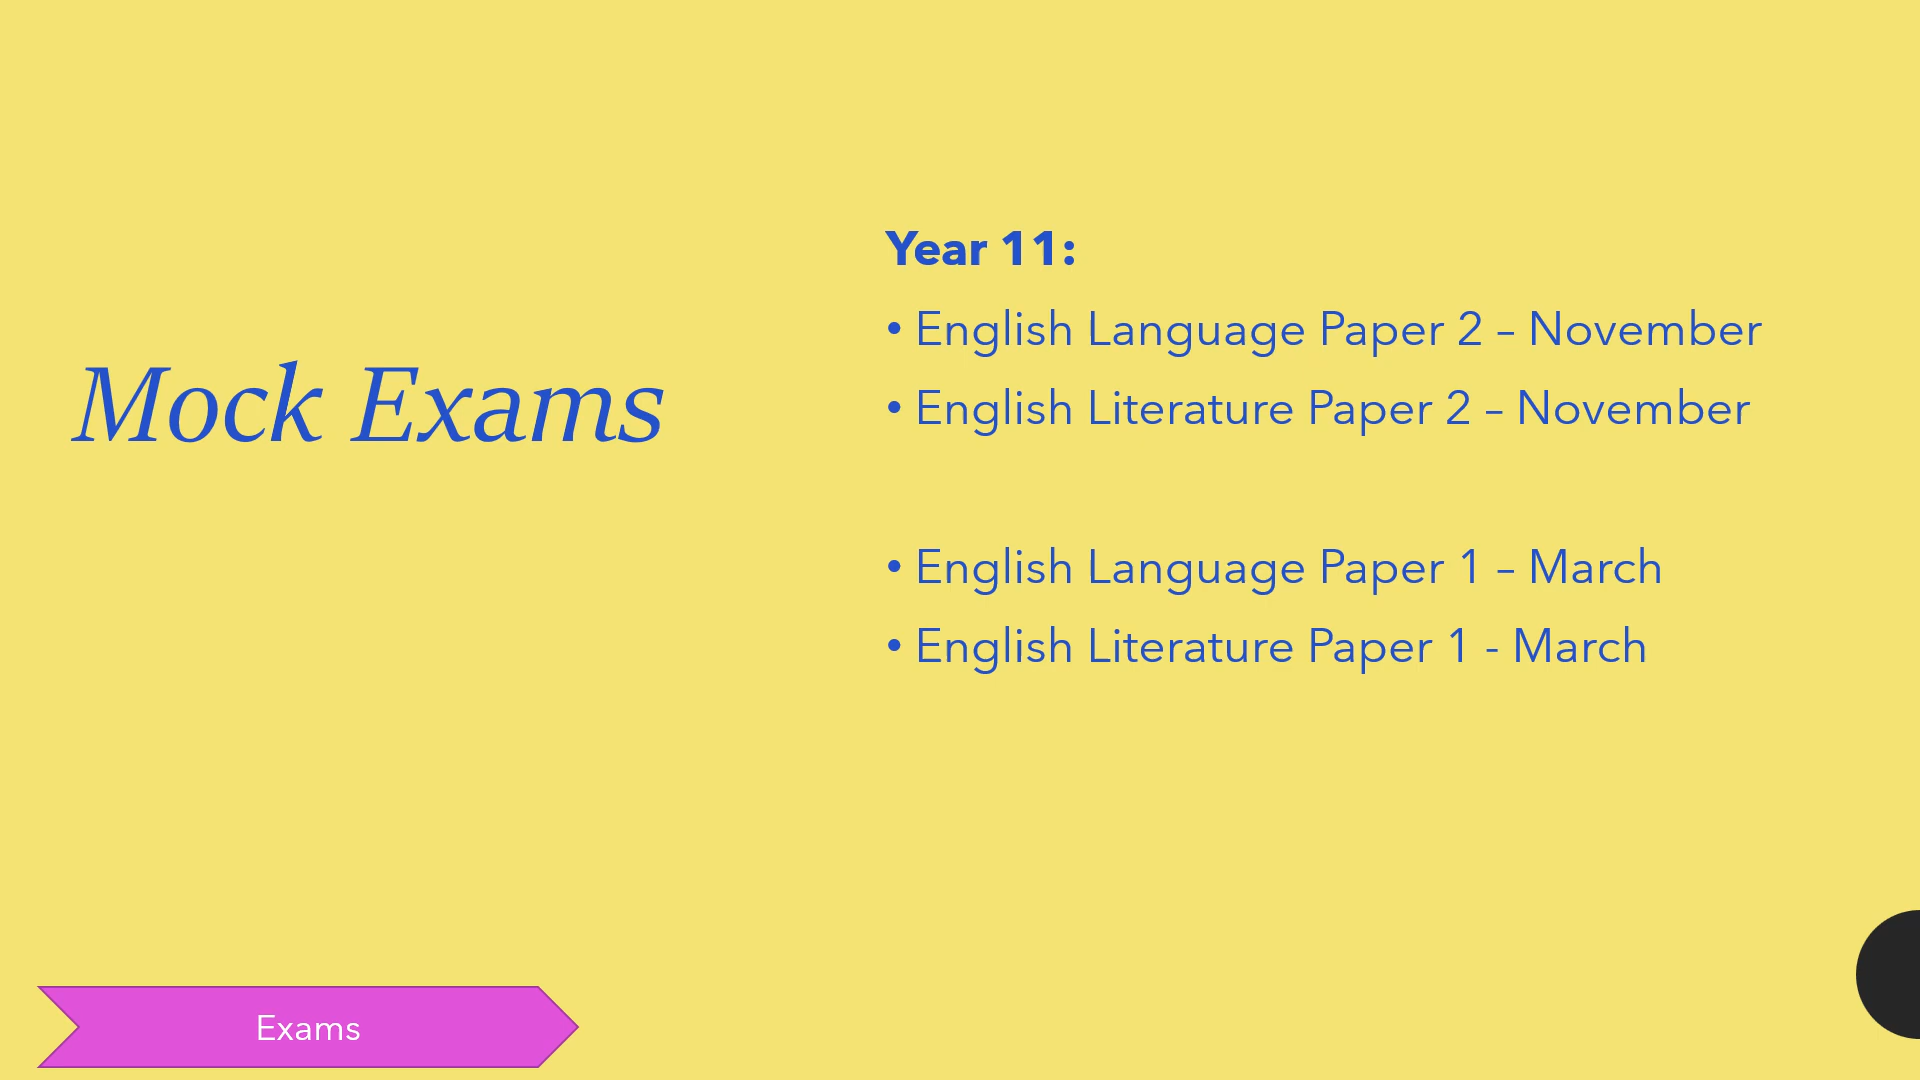 Mock Exams
Year 11:
• English Language Paper 2 – November
• English Literature Paper 2 – November
• English Language Paper 1 – March
• English Literature Paper 1 - March
Exams